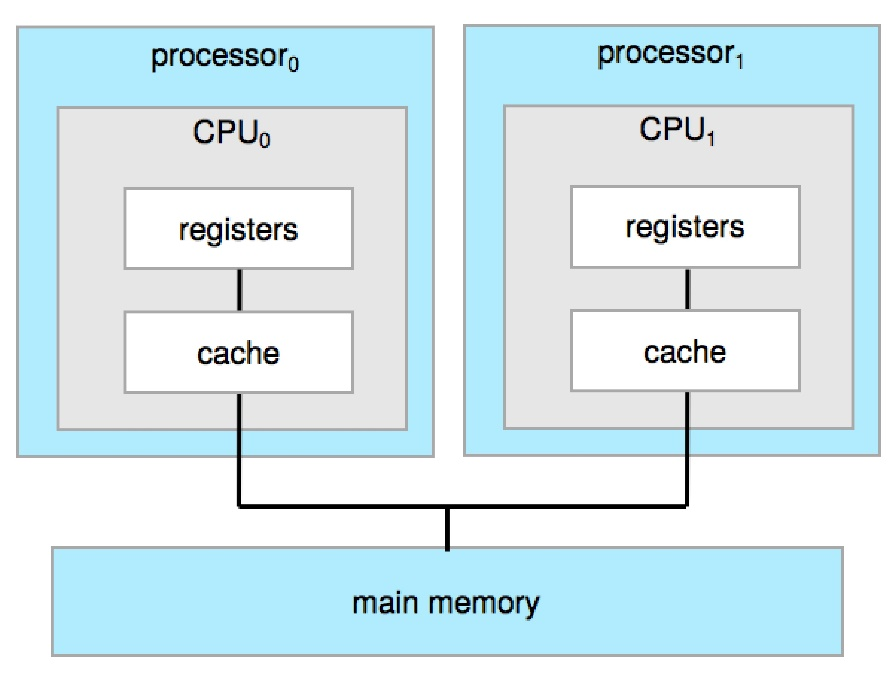 processor₀
CPU₀
registers
cache
processor₁
CPU₁
registers
cache
main memory